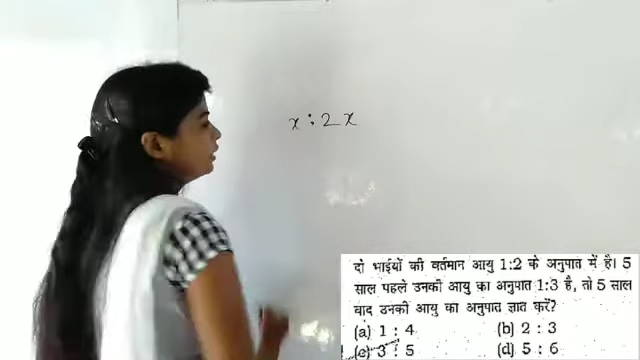 x : 2x
दो भाईयों की वर्तमान आयु 1:2 के अनुपात में है। 5
साल पहले उनकी आयु का अनुपात 1:3 है, तो 5 साल
बाद उनकी आयु का अनुपात ज्ञात करें?
(a) 1 : 4 (b) 2 : 3
(c) 3 : 5 (d) 5 : 6